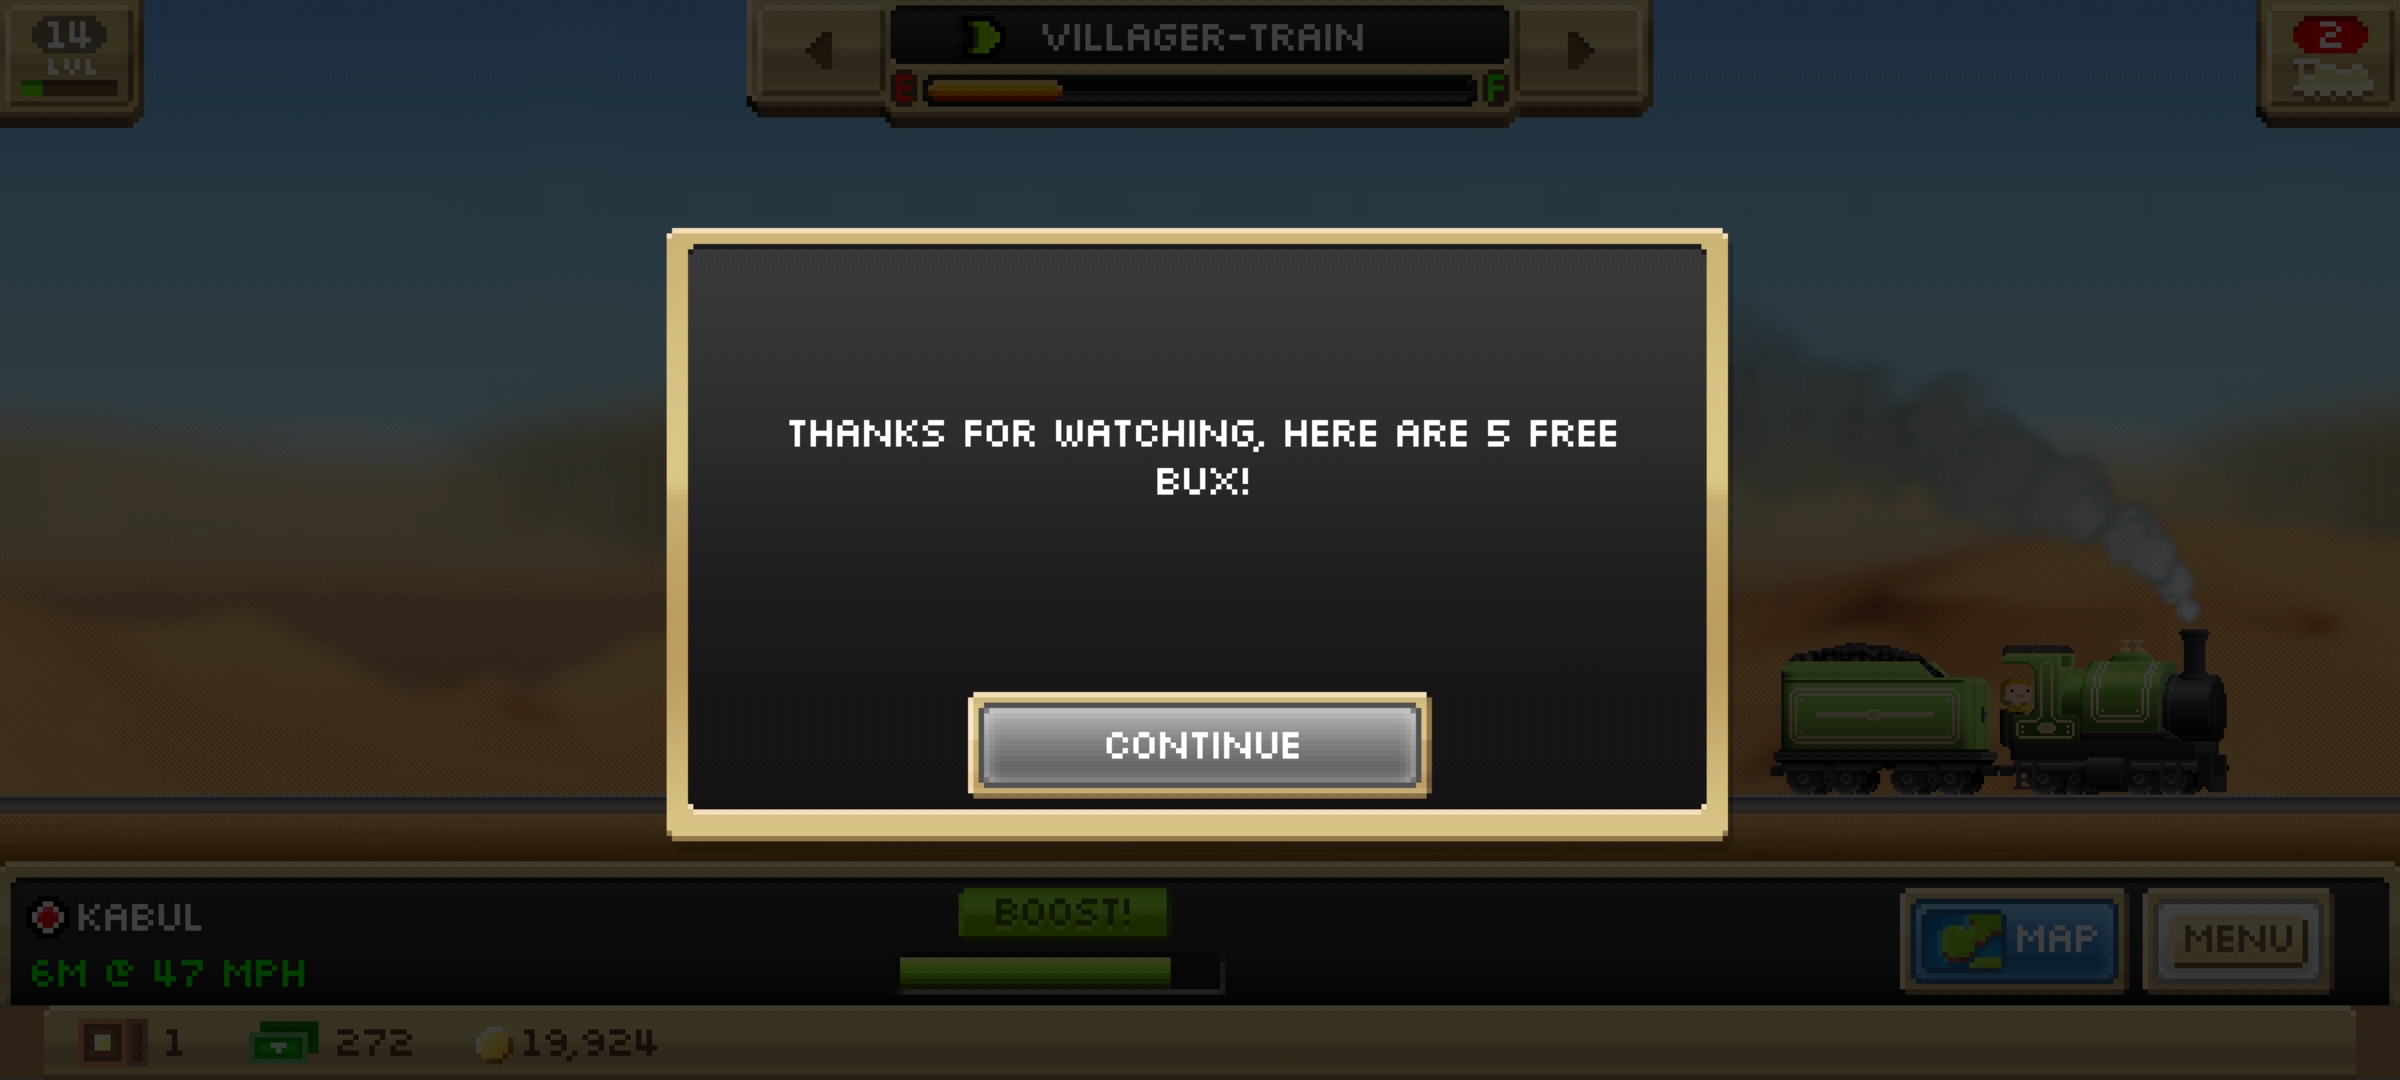 14
LVL
VILLAGER-TRAIN
E F
2
THANKS FOR WATCHING, HERE ARE 5 FREE
BUX!
CONTINUE
KABUL
6M @ 47 MPH
BOOST!
MAP
MENU
1 272 19,924